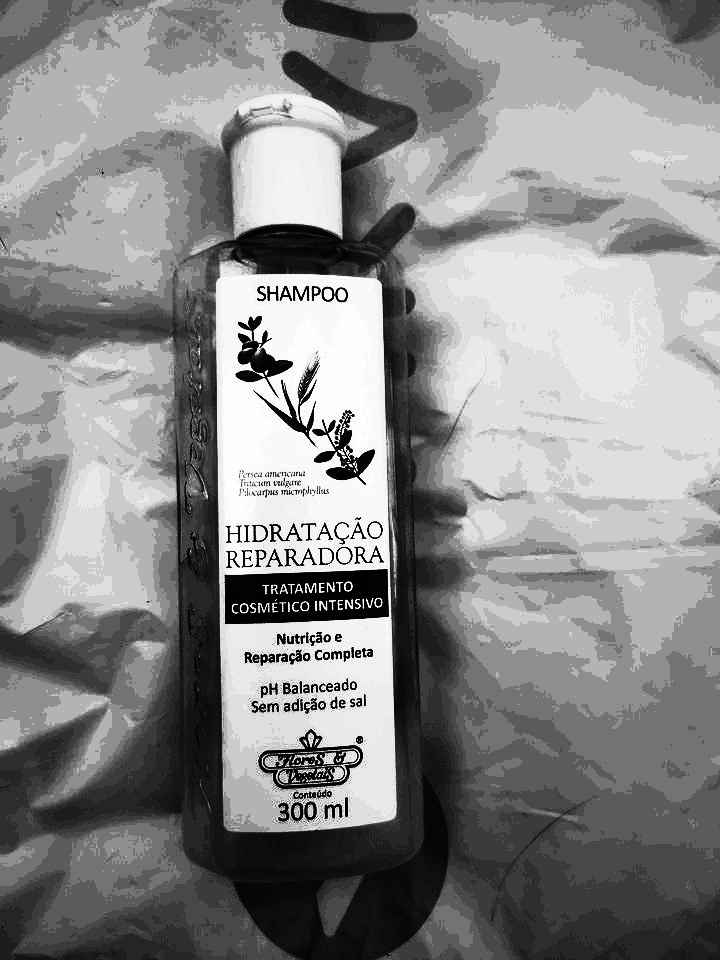 SHAMPOO
Persea americana
Triticum vulgare
Pilocarpus microphyllus
HIDRATAÇÃO
REPARADORA
TRATAMENTO
COSMÉTICO INTENSIVO
Nutrição e
Reparação Completa
pH Balanceado
Sem adição de sal
Flores &
Vegetais
®
Conteúdo
300 ml